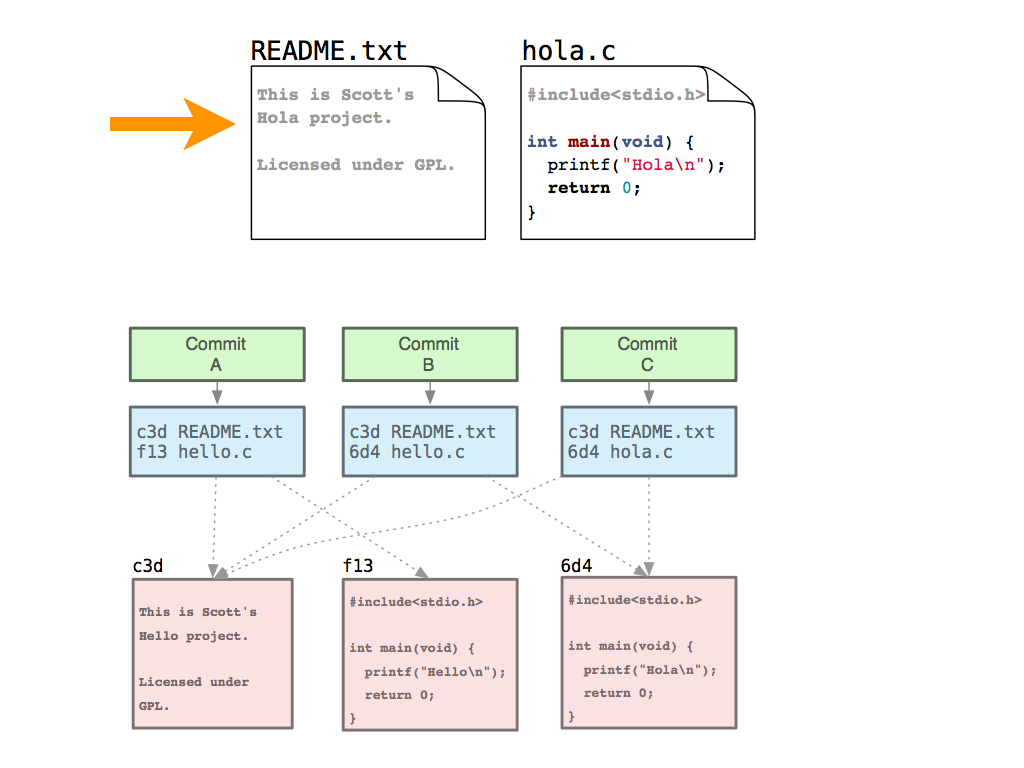 README.txt
This is Scott's
Hola project.
Licensed under GPL.
hola.c
#include<stdio.h>
int main(void) {
  printf("Hola\n");
  return 0;
}
Commit
A
Commit
B
Commit
C
c3d README.txt
f13 hello.c
c3d README.txt
6d4 hello.c
c3d README.txt
6d4 hola.c
c3d
This is Scott's
Hello project.
Licensed under
GPL.
f13
#include<stdio.h>
int main(void) {
  printf("Hello\n");
  return 0;
}
6d4
#include<stdio.h>
int main(void) {
  printf("Hola\n");
  return 0;
}